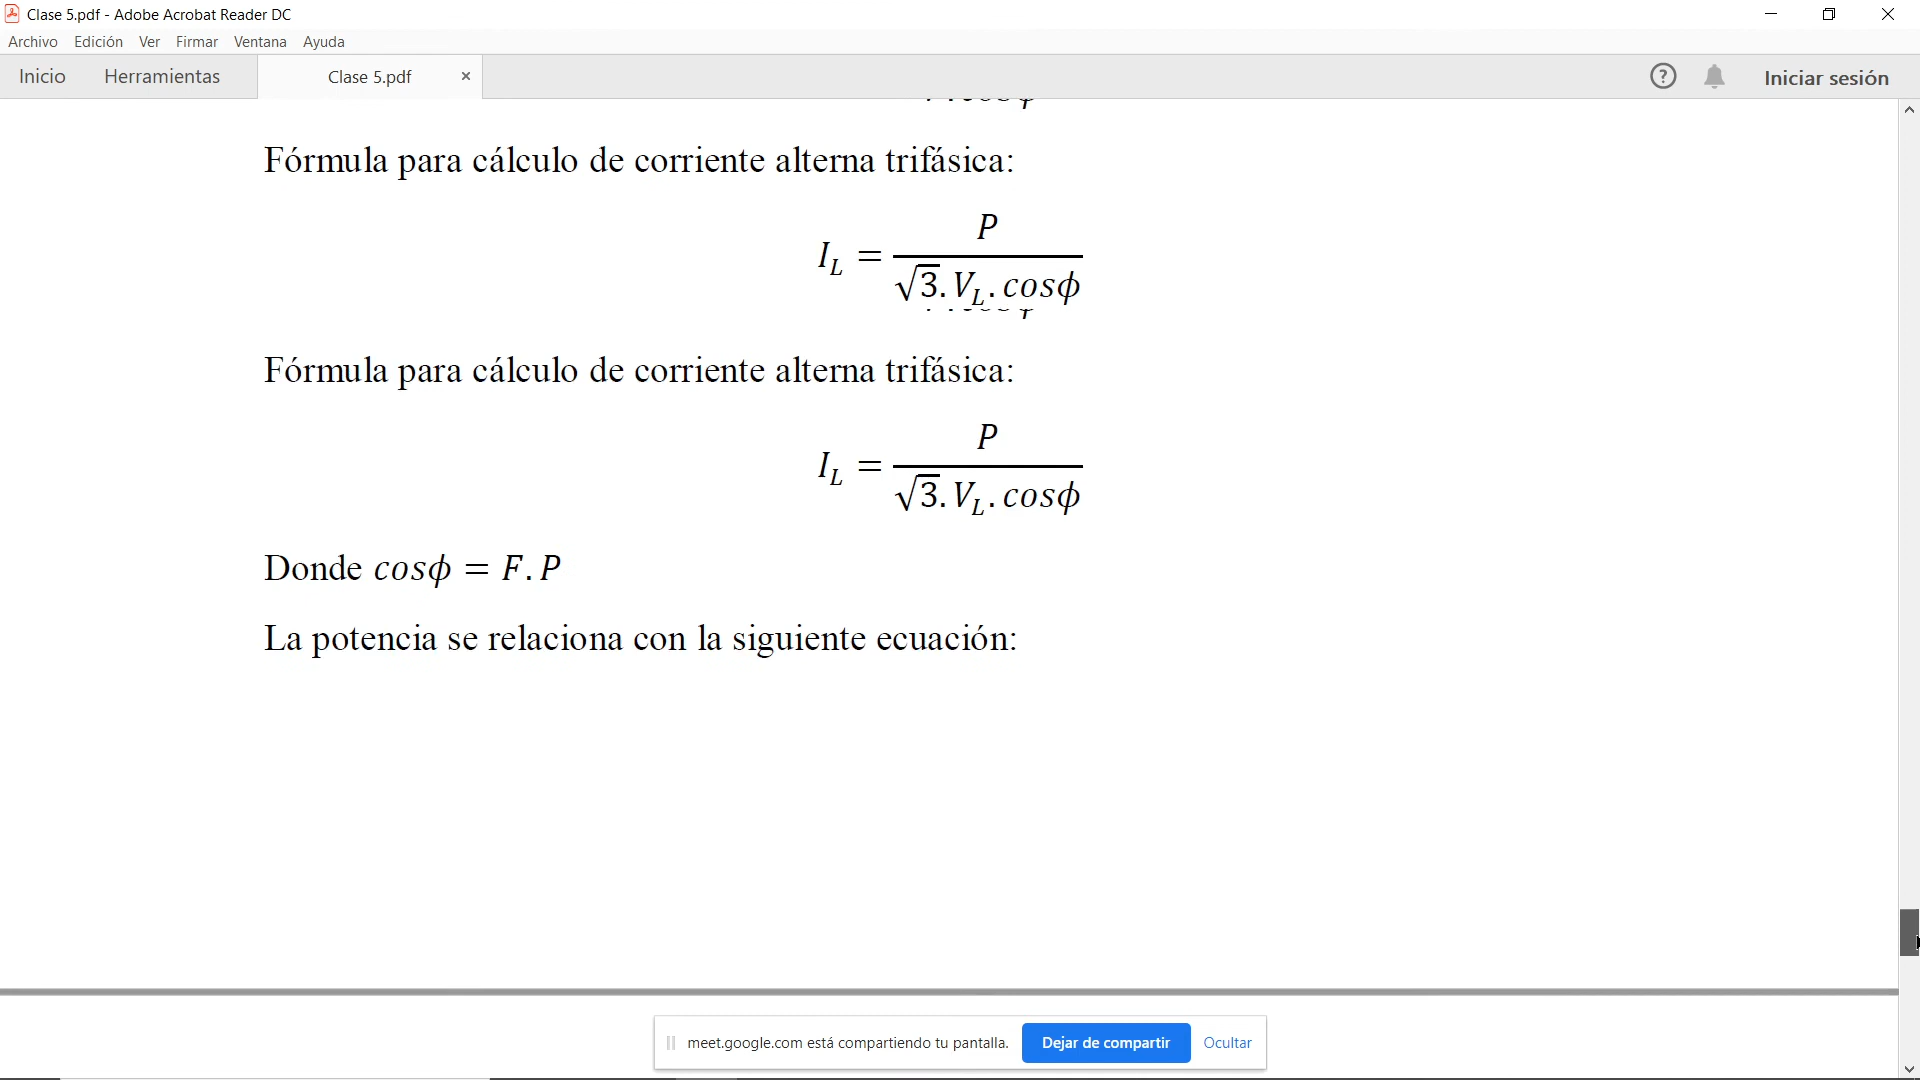 Clase 5.pdf - Adobe Acrobat Reader DC
Archivo Edición Ver Firmar Ventana Ayuda
Inicio Herramientas Clase 5.pdf × ? Iniciar sesión
Fórmula para cálculo de corriente alterna trifásica:
I_L = P / √3.V_L.cosϕ
Fórmula para cálculo de corriente alterna trifásica:
I_L = P / √3.V_L.cosϕ
Donde cosϕ = F.P
La potencia se relaciona con la siguiente ecuación:
meet.google.com está compartiendo tu pantalla. Dejar de compartir Ocultar